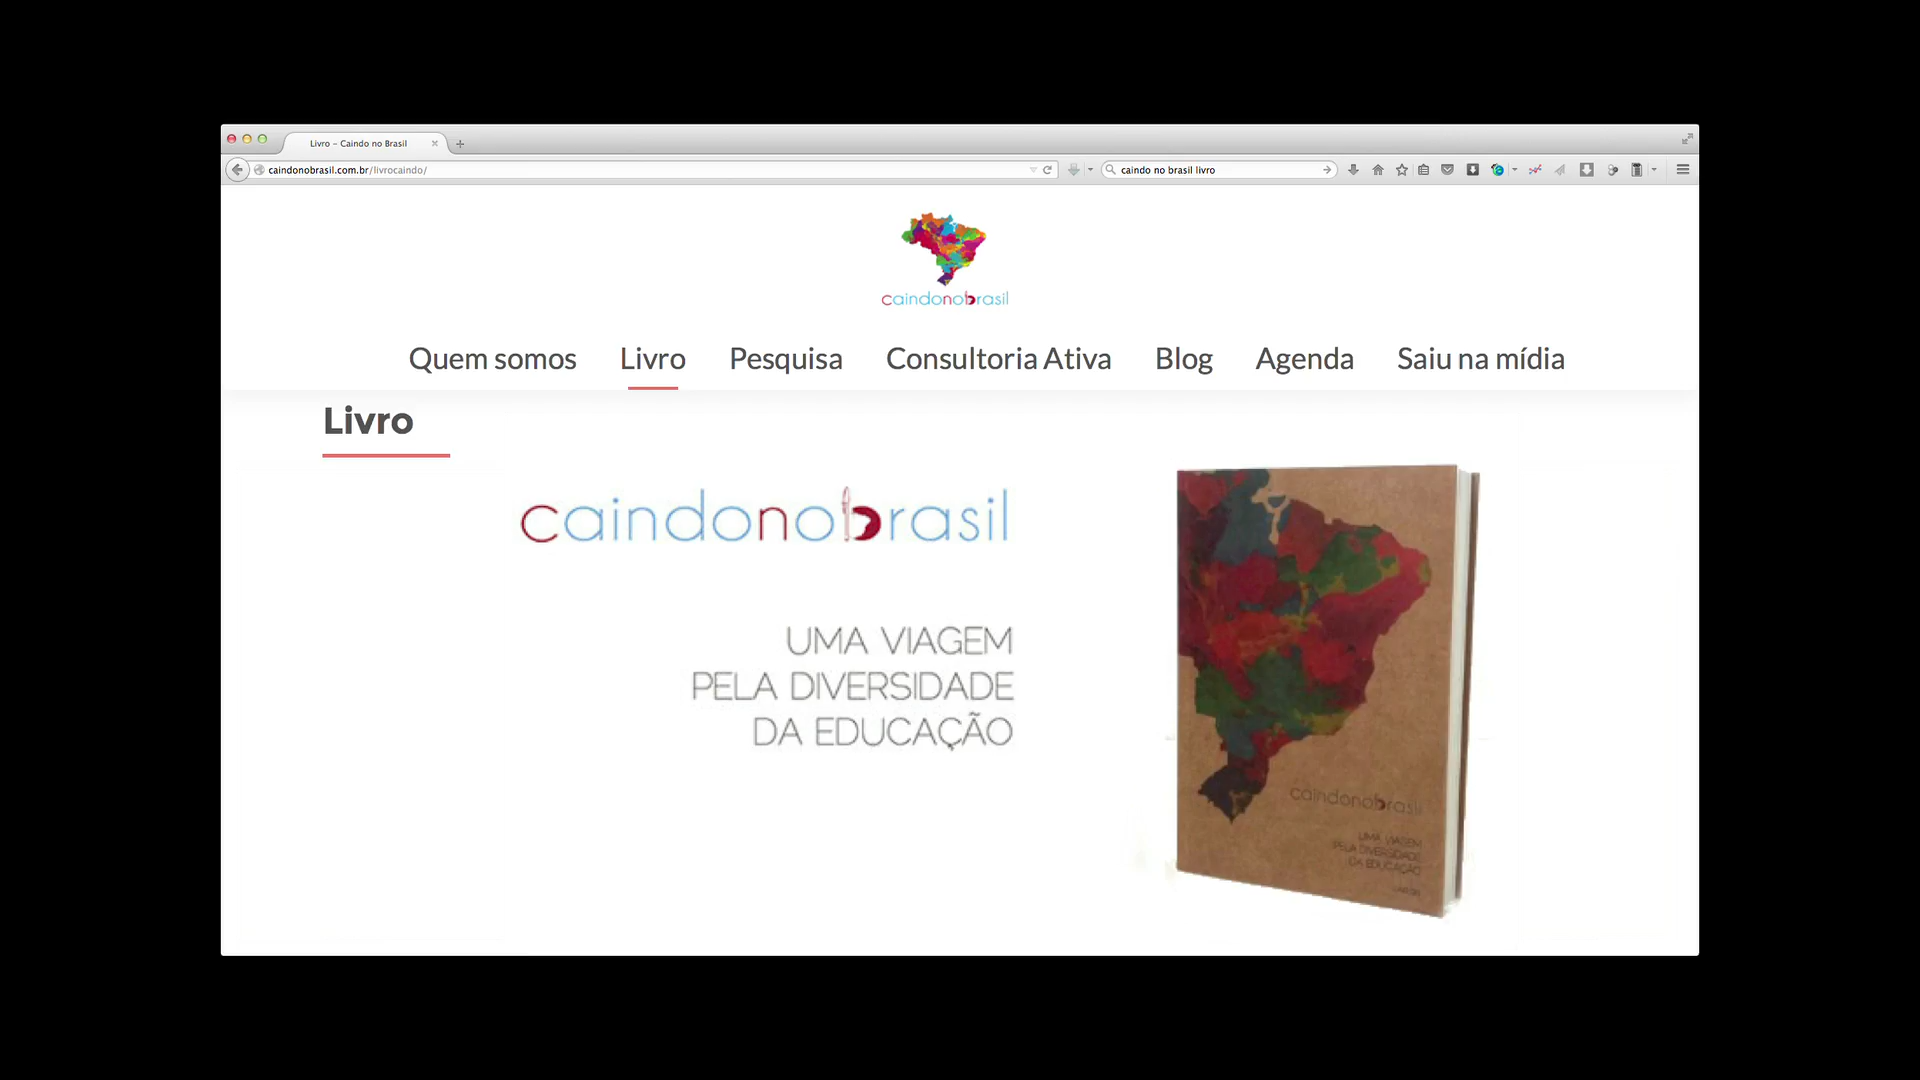 Livro – Caindo no Brasil
caindonobrasil.com.br/livrocaindo/
caindo no brasil livro
caindonobrasil
Quem somos
Livro
Pesquisa
Consultoria Ativa
Blog
Agenda
Saiu na mídia
Livro
caindonobrasil
UMA VIAGEM
PELA DIVERSIDADE
DA EDUCAÇÃO
caindonobrasil
UMA VIAGEM
PELA DIVERSIDADE
DA EDUCAÇÃO